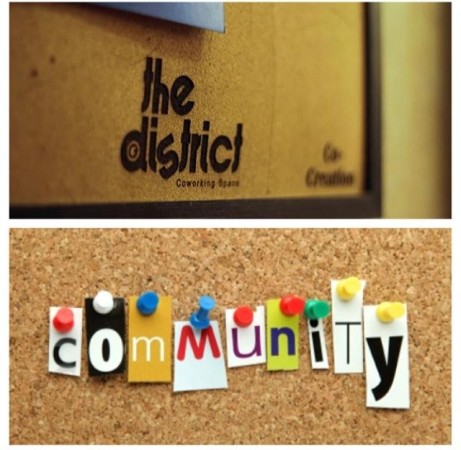 the
district
Coworking Space
Co-
Creation
coMMuniTy